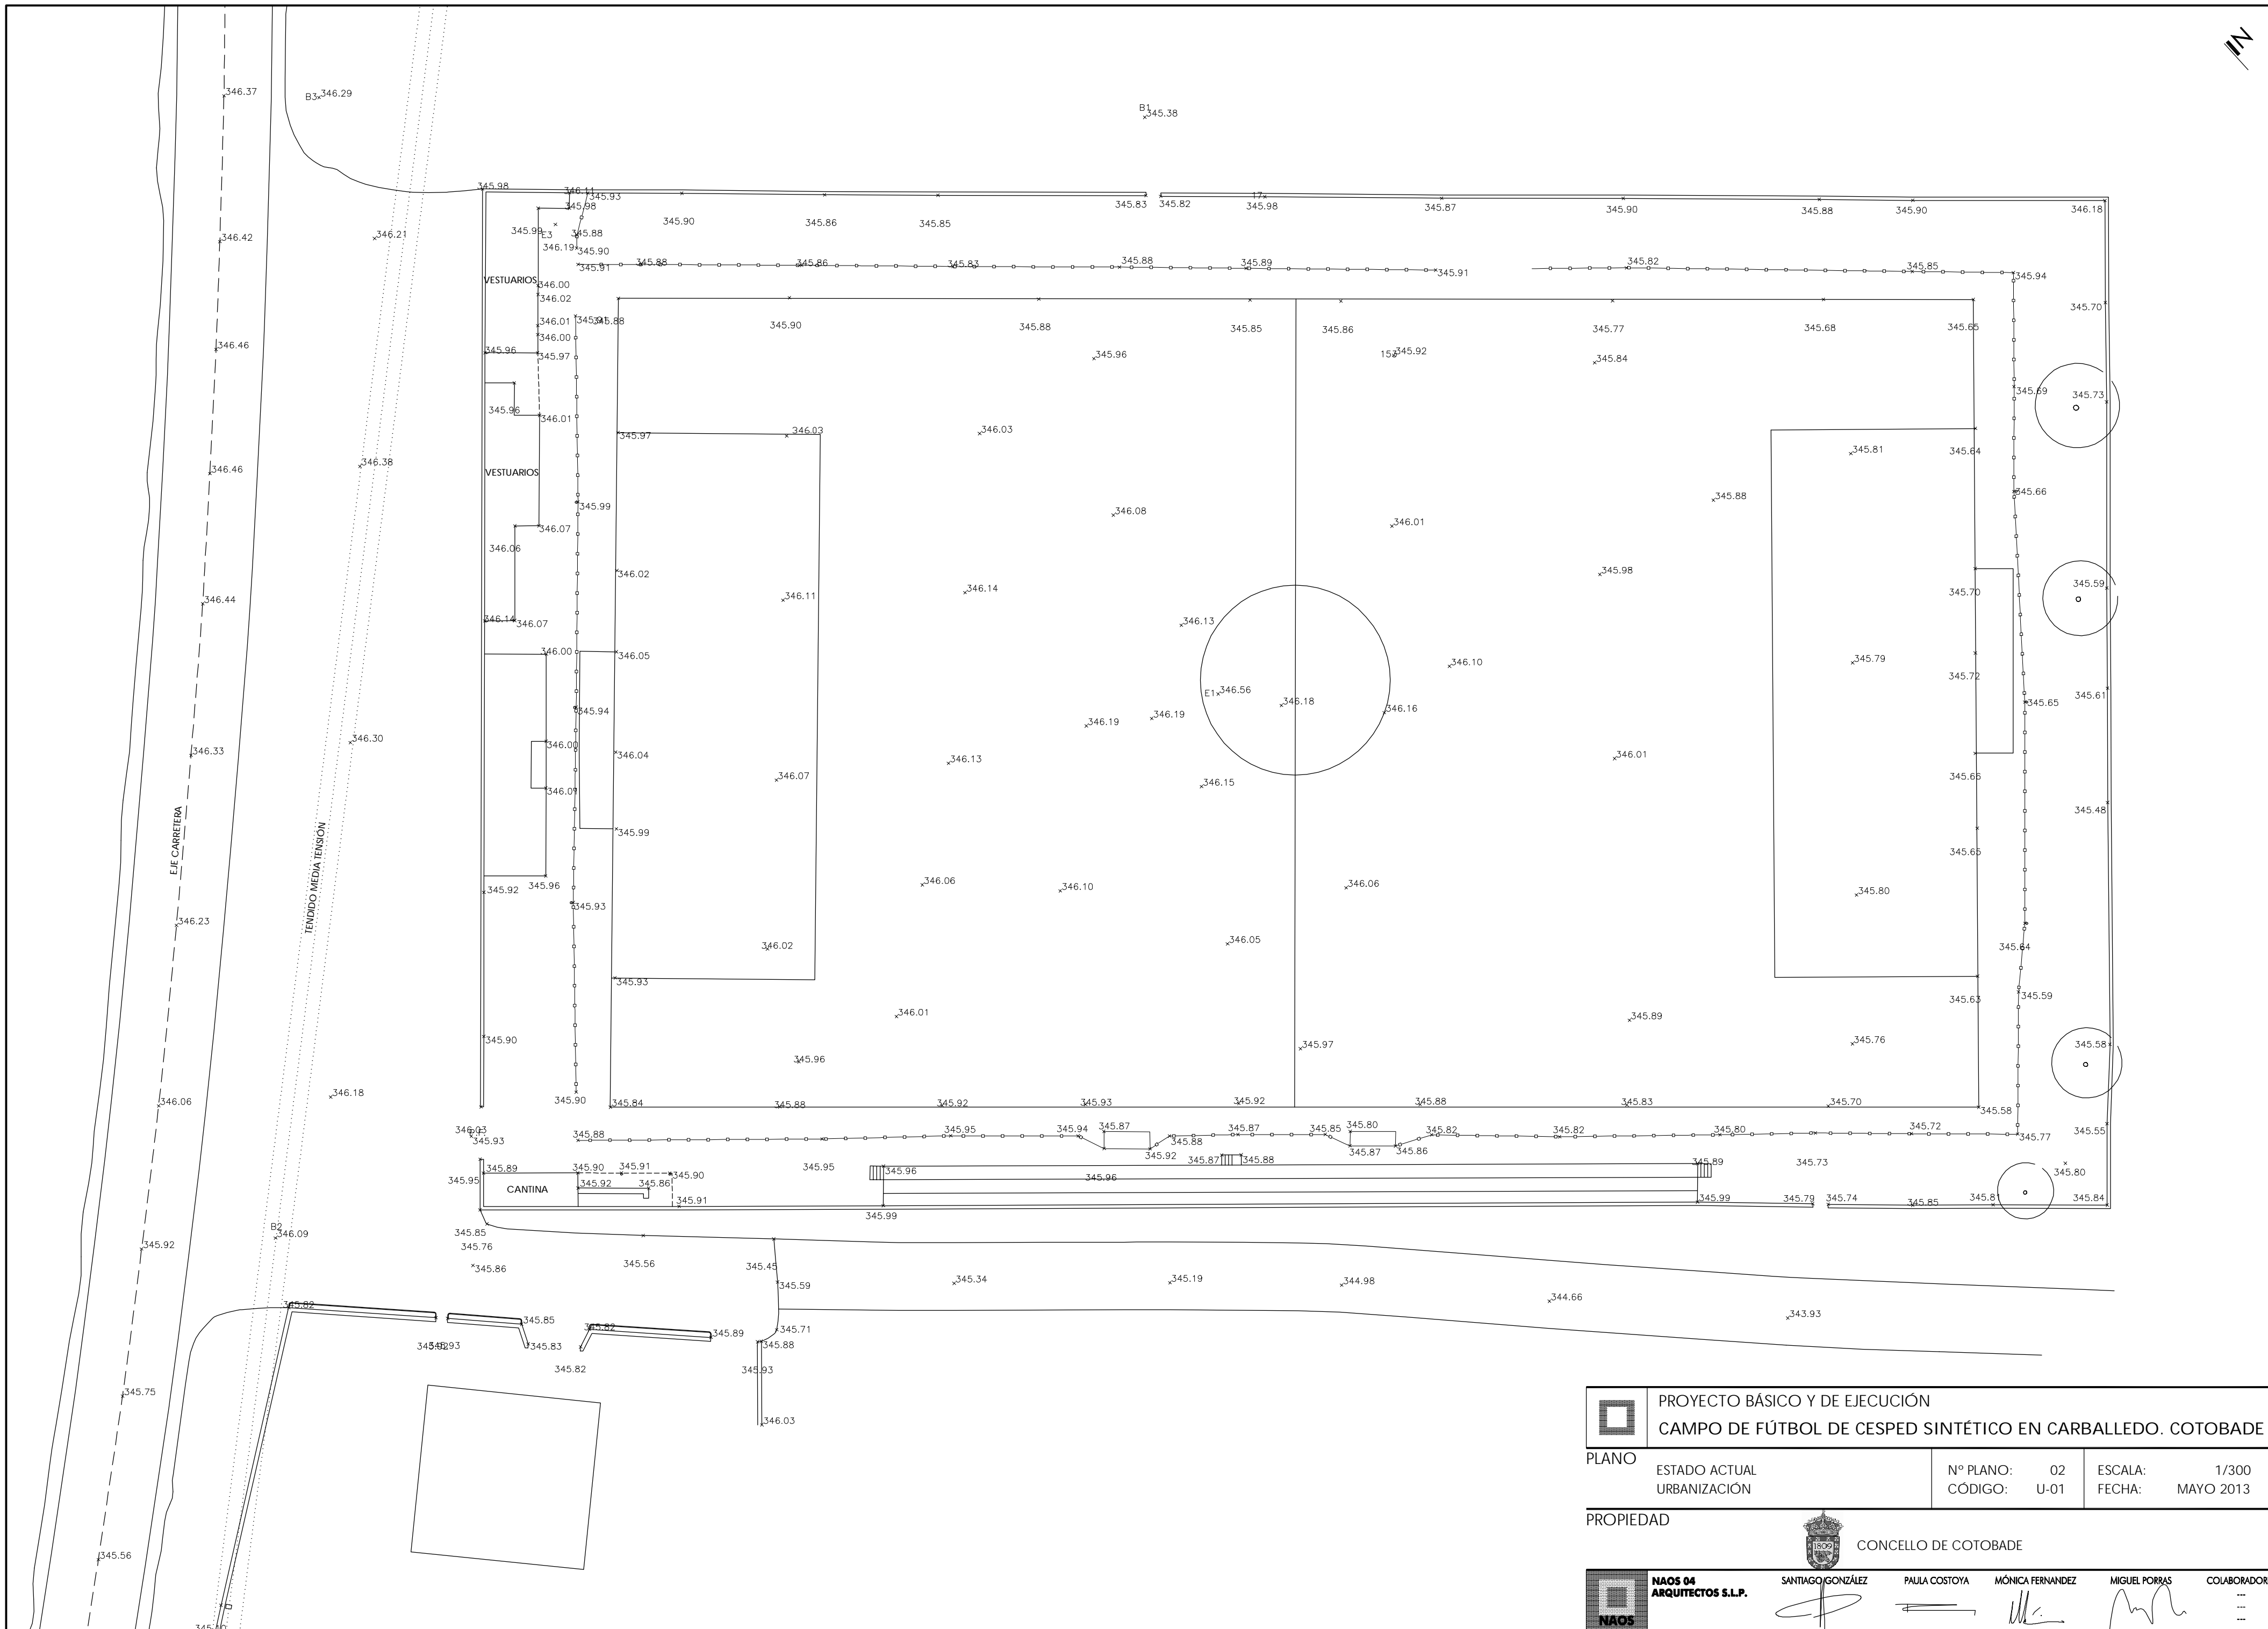 N
346.37
B3 346.29
B1
345.38
345.98 346.11
345.93
345.98
345.90 345.86 345.85 345.83 345.82
17
345.98 345.87 345.90 345.88 345.90 346.18
345.99 E3 345.88
346.42 346.21
346.19 345.90
345.91 345.88 345.86 345.83 345.88 345.89 345.91 345.82 345.85 345.94
VESTUARIOS
346.00
346.02
346.01 345.91 345.88 345.90 345.88 345.85 345.86 345.77 345.68 345.65 345.70
346.00
346.46 345.96 345.97 345.96 345.92 345.84
345.96 346.01 345.69 345.73
345.97 346.03 346.03 345.81 345.64
346.46 346.38 VESTUARIOS
345.99 346.08 346.01 345.88 345.66
346.07
346.06
346.02 345.98
346.44 346.11 346.14 345.70 345.59
346.14 346.07 346.13
346.00 346.05 346.10 345.79 345.72
E1 346.56 346.18 346.16 345.61
345.94 346.19 346.19 345.65
346.33 346.30 346.00 346.04 346.13 346.01
346.07 346.15 345.65
346.01 345.48
EJE CARRETERA
TENDIDO MEDIA TENSIÓN
345.99 345.65
345.92 345.96 346.06 346.10 346.06 345.80
346.23 345.93
346.02 346.05 345.64
345.93 345.63 345.59
345.90 346.01 345.89
345.96 345.97 345.76 345.58
346.06 346.18 345.90 345.84 345.88 345.92 345.93 345.92 345.88 345.83 345.70 345.58
346.03
345.93 345.88 345.95 345.94 345.87 345.88 345.87 345.85 345.80 345.82 345.82 345.80 345.72 345.77 345.55
345.92 345.87 345.88 345.87 345.86
345.89 345.90 345.91 345.90 345.95 345.96 345.89 345.73 345.80
345.95 CANTINA 345.92 345.86 345.96
345.91 345.99 345.99 345.79 345.74 345.85 345.81 345.84
B2
346.09 345.85
345.92 345.76
345.86 345.56 345.45
345.59 345.34 345.19 344.98 344.66 343.93
345.82 345.85 345.82 345.89 345.71
345.93 345.83 345.88
345.82 345.93
345.75 346.03
345.56
PROYECTO BÁSICO Y DE EJECUCIÓN
CAMPO DE FÚTBOL DE CESPED SINTÉTICO EN CARBALLEDO. COTOBADE
PLANO
ESTADO ACTUAL Nº PLANO: 02 ESCALA: 1/300
URBANIZACIÓN CÓDIGO: U-01 FECHA: MAYO 2013
PROPIEDAD
1809
CONCELLO DE COTOBADE
NAOS 04 SANTIAGO GONZÁLEZ PAULA COSTOYA MÓNICA FERNANDEZ MIGUEL PORRAS COLABORADOR
ARQUITECTOS S.L.P.
---
---
---
NAOS